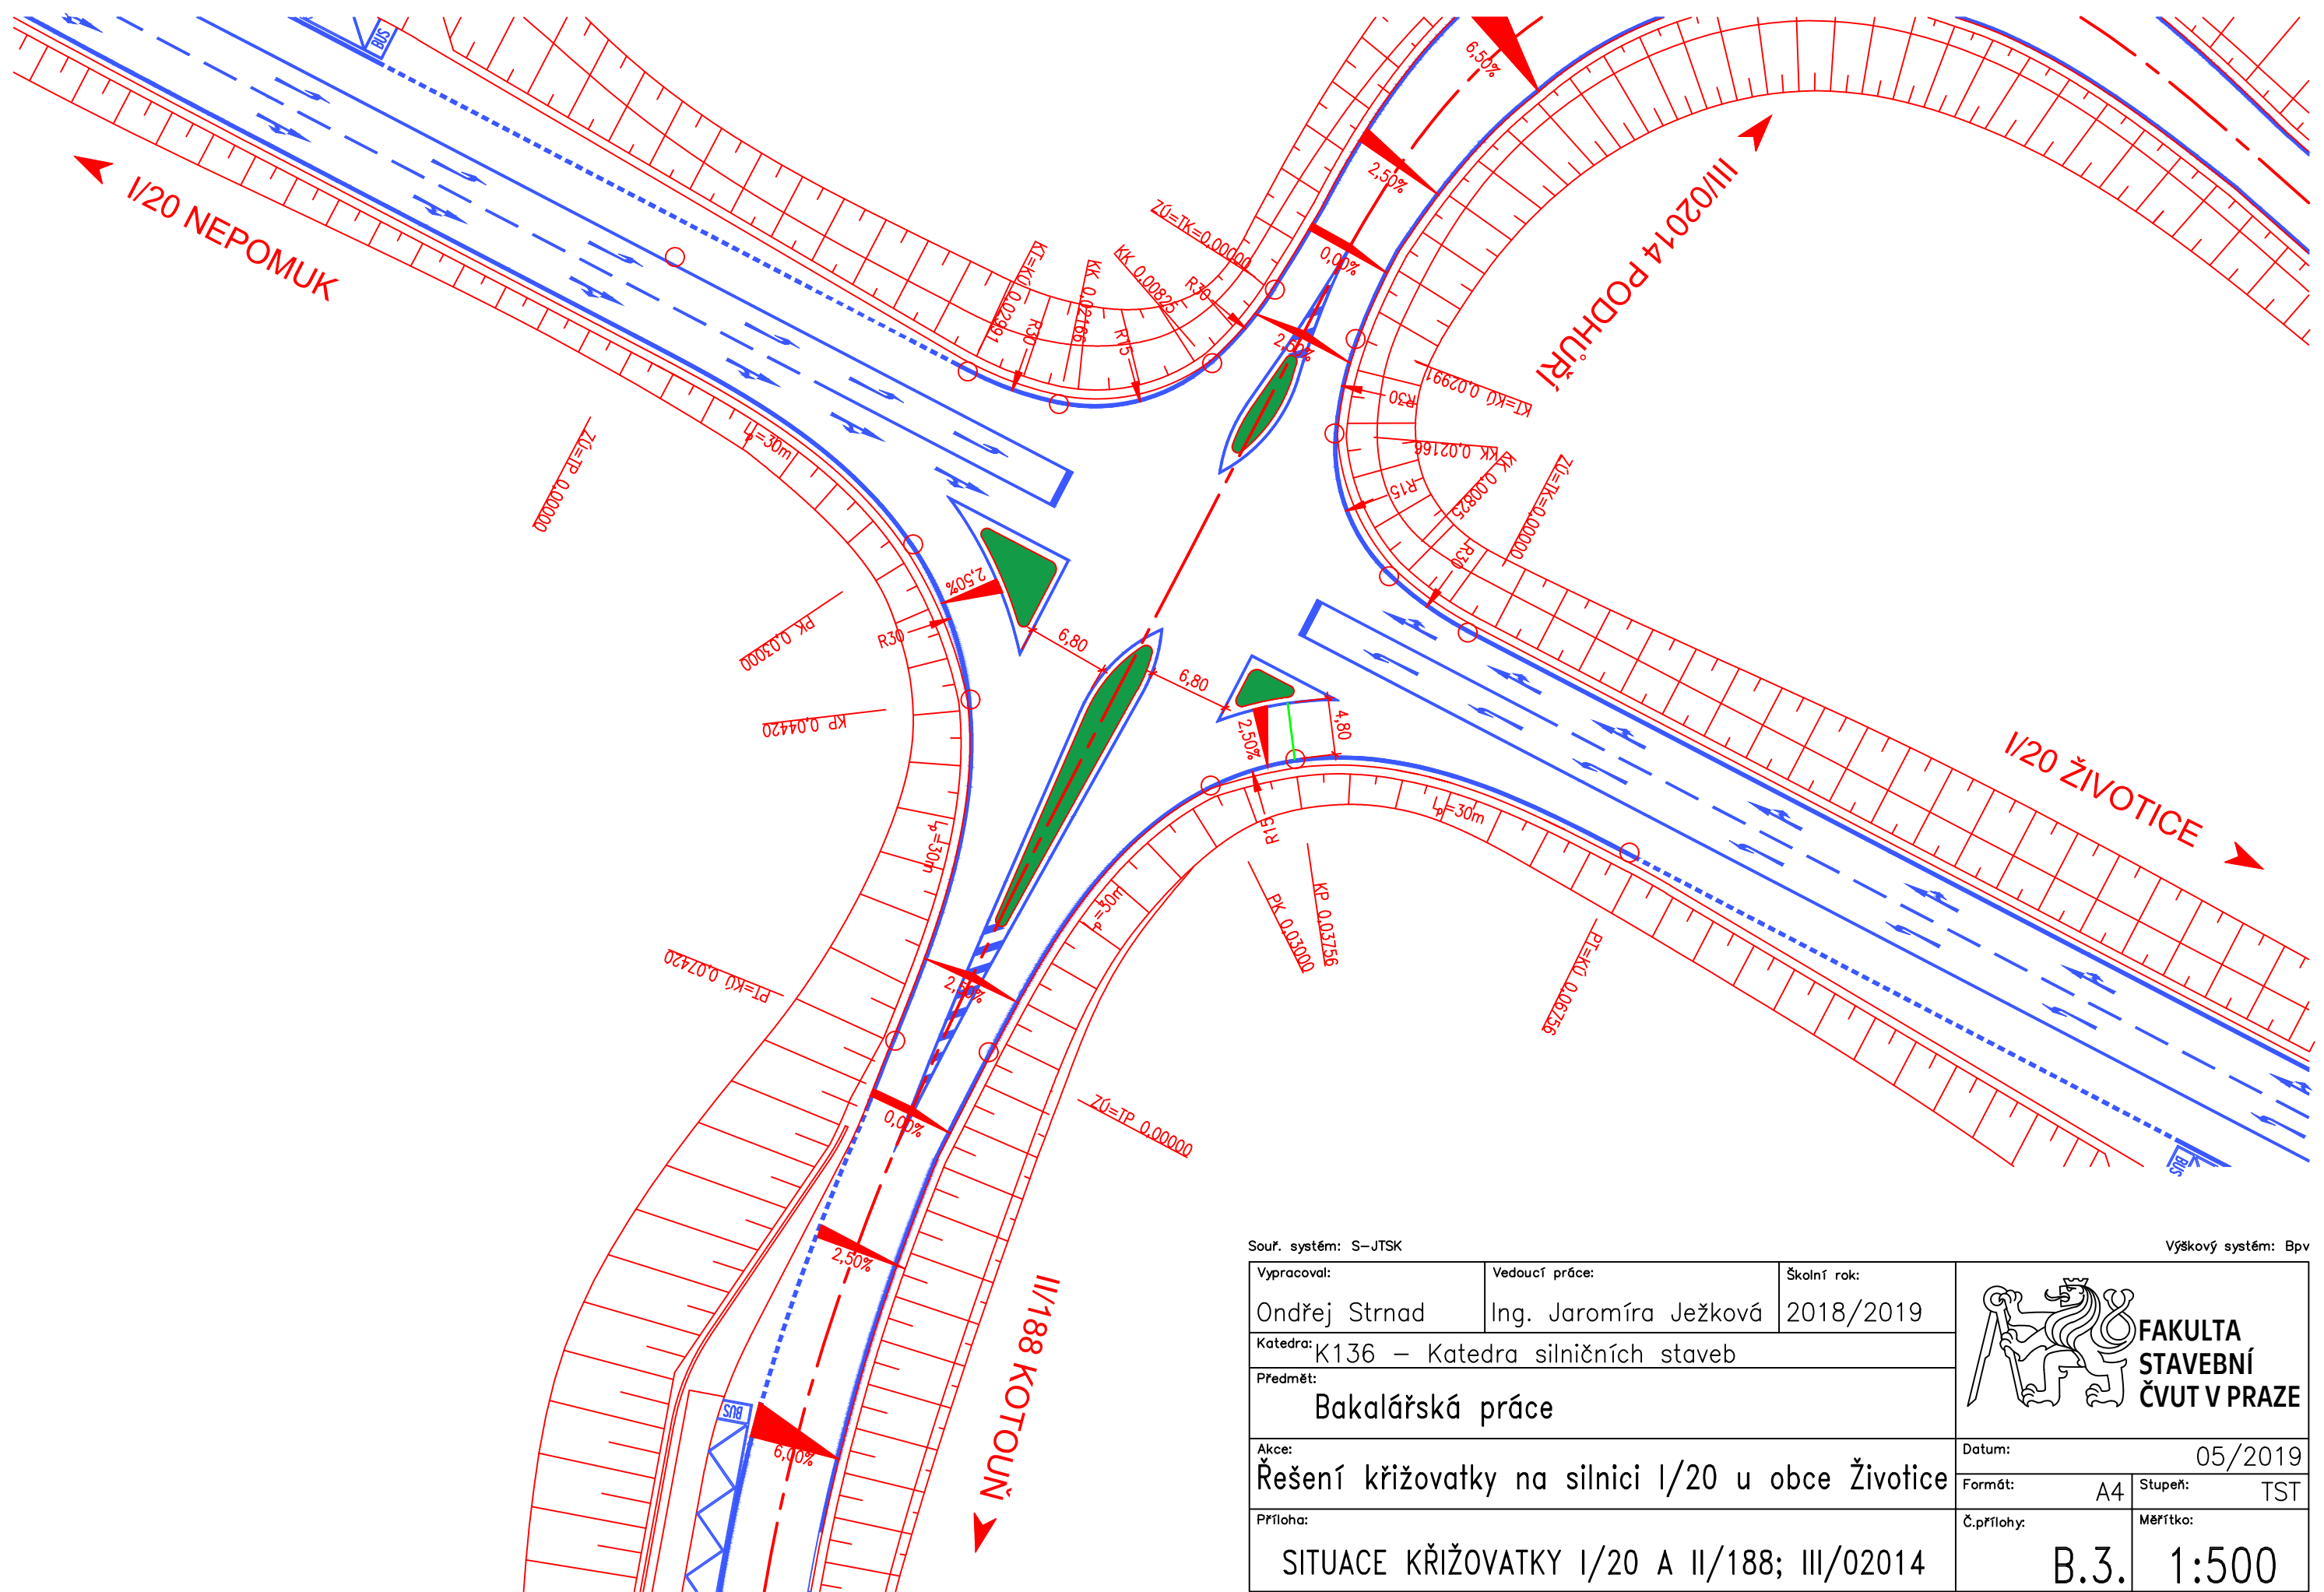 BUS
6,50%
2,50%
0,00%
2,50%
I/20 NEPOMUK
III/02014 PODHŮŘÍ
ZÚ=TK=0,00000
KT=KÚ 0,02991
KK 0,02166
KK 0,00825
R30
R30
R15
KT=KÚ 0,02991
R30
KK 0,02166
KK 0,00825
R15
ZÚ=TK=0,00000
R30
Lp=30m
ZÚ=TP 0,00000
2,50%
R30
PK 0,03000
KP 0,04420
6,80
6,80
4,80
2,50%
I/20 ŽIVOTICE
Lp=30m
R15
Lp=30m
Lp=30m
PK 0,03000
KP 0,03756
PT=KÚ 0,06756
PT=KÚ 0,07420
2,50%
ZÚ=TP 0,00000
0,00%
BUS
2,50%
II/188 KOTOUŇ
BUS
6,00%
Souř. systém: S-JTSK
Výškový systém: Bpv
Vypracoval:
Ondřej Strnad
Vedoucí práce:
Ing. Jaromíra Ježková
Školní rok:
2018/2019
Katedra: K136 – Katedra silničních staveb
Předmět:
Bakalářská práce
FAKULTA
STAVEBNÍ
ČVUT V PRAZE
Akce:
Řešení křižovatky na silnici I/20 u obce Životice
Datum:
05/2019
Formát:
A4
Stupeň:
TST
Příloha:
SITUACE KŘIŽOVATKY I/20 A II/188; III/02014
Č.přílohy:
B.3.
Měřítko:
1:500